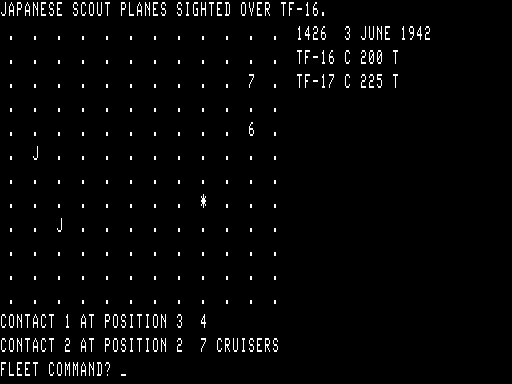 JAPANESE SCOUT PLANES SIGHTED OVER TF-16.
. . . . . . . . . . . . 1426  3 JUNE 1942
. . . . . . . . . . . . TF-16 C 200 T
. . . . . . . . . . 7 . TF-17 C 225 T
. . . . . . . . . . . .
. . . . . . . . . . 6 .
. J . . . . . . . . . .
. . . . . . . . . . . .
. . . . . . . . * . . .
. . J . . . . . . . . .
. . . . . . . . . . . .
. . . . . . . . . . . .
. . . . . . . . . . . .
CONTACT 1 AT POSITION 3  4
CONTACT 2 AT POSITION 2  7 CRUISERS
FLEET COMMAND? _